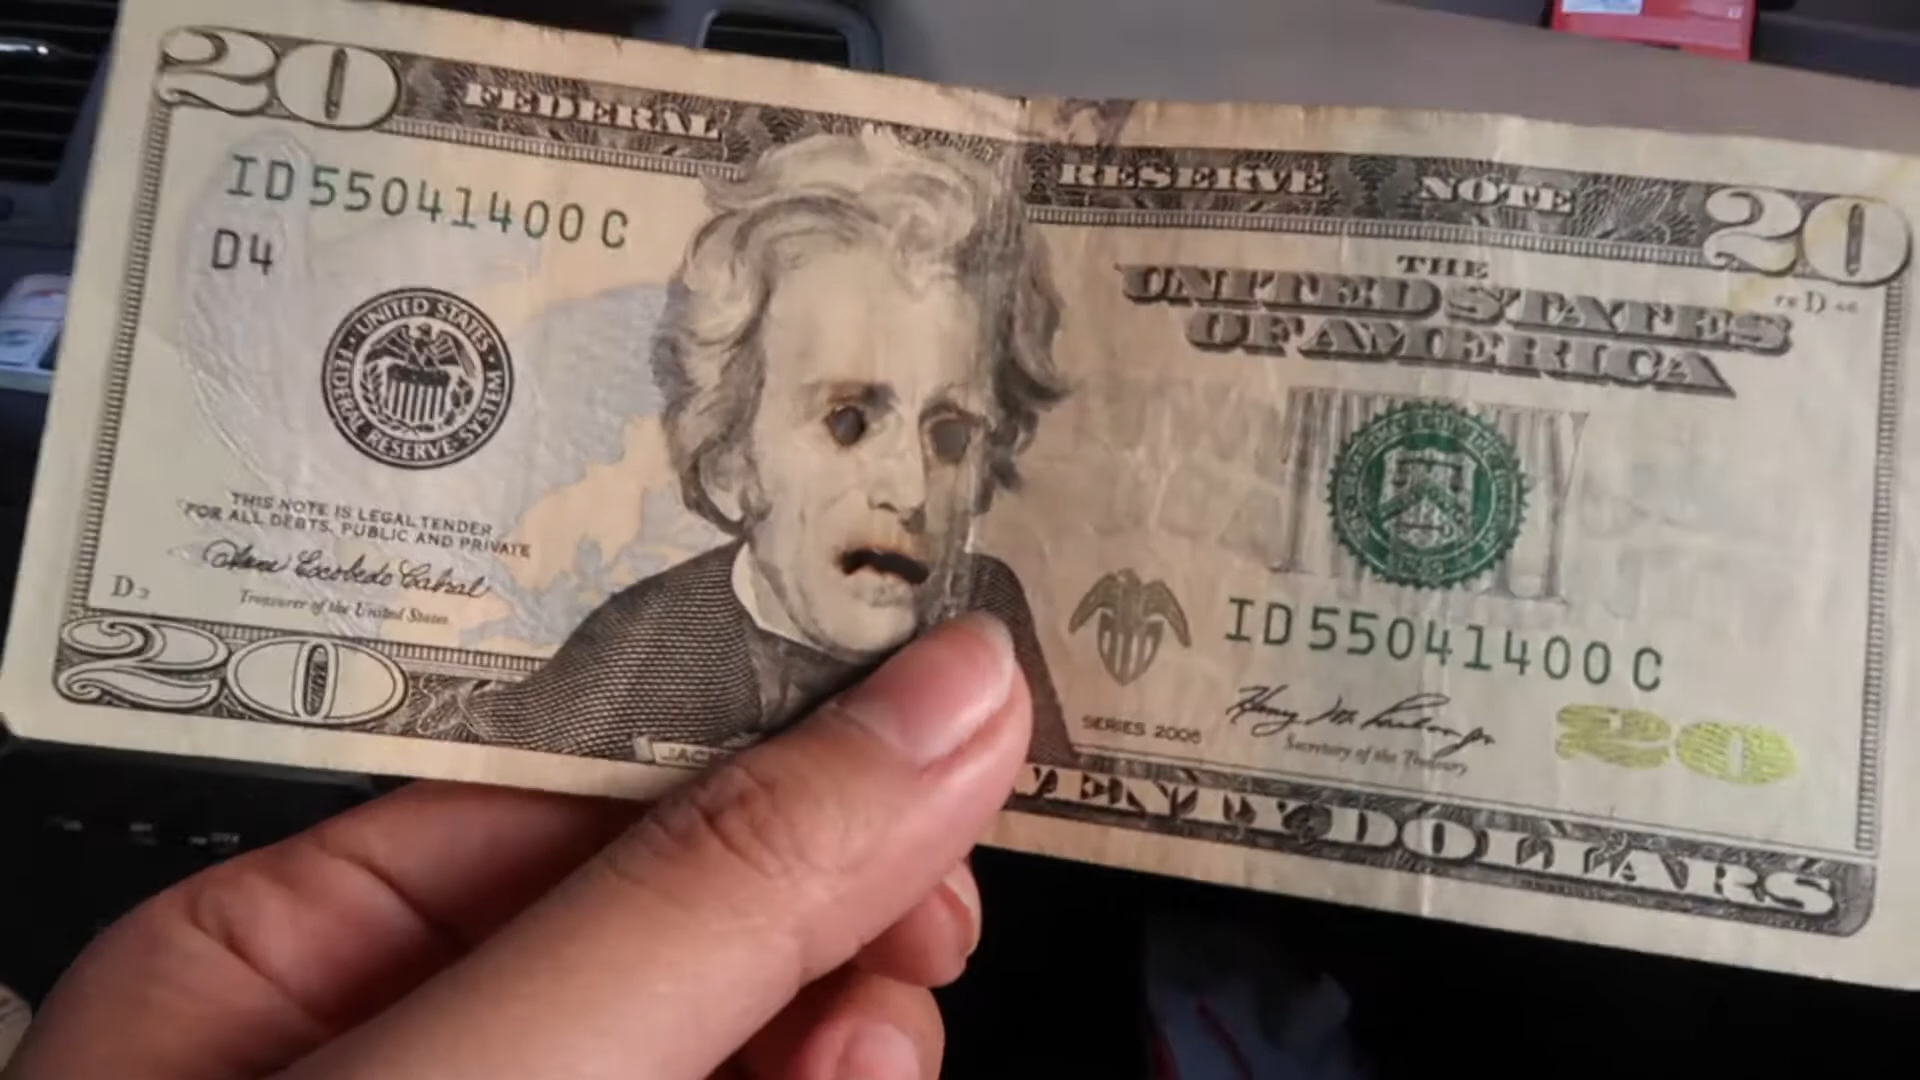 20 FEDERAL RESERVE NOTE 20
ID 55041400 C
D4
THE
UNITED STATES
OF AMERICA
D
UNITED STATES
FEDERAL RESERVE SYSTEM
THIS NOTE IS LEGAL TENDER
FOR ALL DEBTS, PUBLIC AND PRIVATE
Treasurer of the United States
ID 55041400 C
SERIES 2006
Secretary of the Treasury
20
20
JAC
WENTY DOLLARS